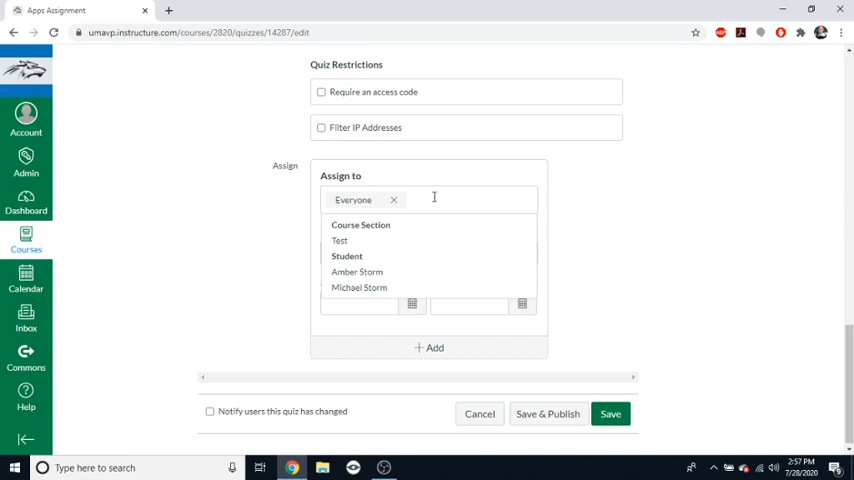 Apps Assignment
umavp.instructure.com/courses/2820/quizzes/14287/edit
Quiz Restrictions
Require an access code
Filter IP Addresses
Assign
Assign to
Everyone
Course Section
Test
Student
Amber Storm
Michael Storm
+ Add
Notify users this quiz has changed
Cancel
Save & Publish
Save
Account
Admin
Dashboard
Courses
Calendar
Inbox
Commons
Help
Type here to search
2:57 PM
7/28/2020